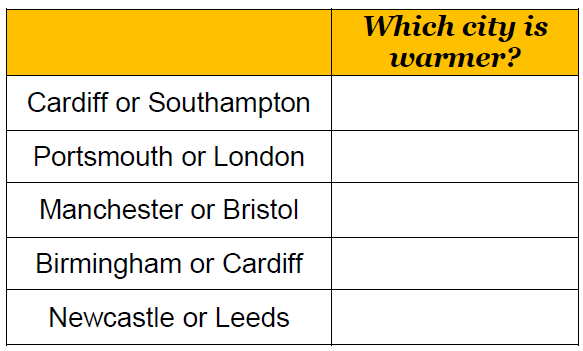 Which city is
warmer?
Cardiff or Southampton
Portsmouth or London
Manchester or Bristol
Birmingham or Cardiff
Newcastle or Leeds